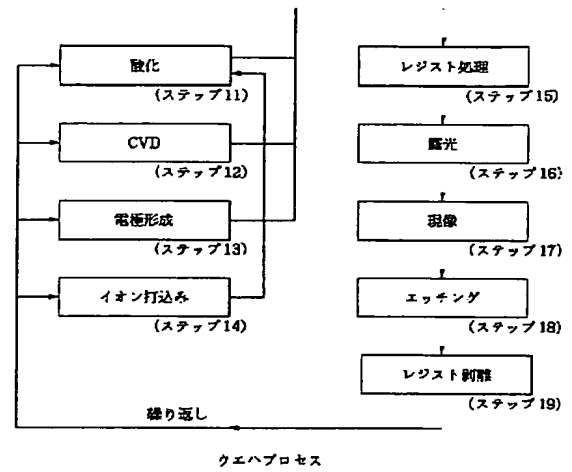 酸化
(ステップ11)
CVD
(ステップ12)
電極形成
(ステップ13)
イオン打込み
(ステップ14)
レジスト処理
(ステップ15)
露光
(ステップ16)
現像
(ステップ17)
エッチング
(ステップ18)
レジスト剥離
(ステップ19)
繰り返し
ウエハプロセス